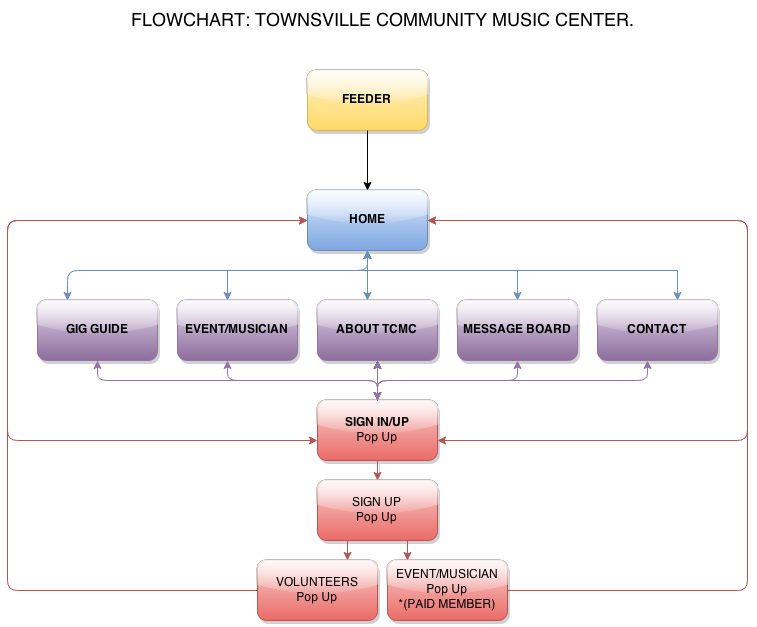 FLOWCHART: TOWNSVILLE COMMUNITY MUSIC CENTER.
FEEDER
HOME
GIG GUIDE
EVENT/MUSICIAN
ABOUT TCMC
MESSAGE BOARD
CONTACT
SIGN IN/UP
Pop Up
SIGN UP
Pop Up
VOLUNTEERS
Pop Up
EVENT/MUSICIAN
Pop Up
*(PAID MEMBER)